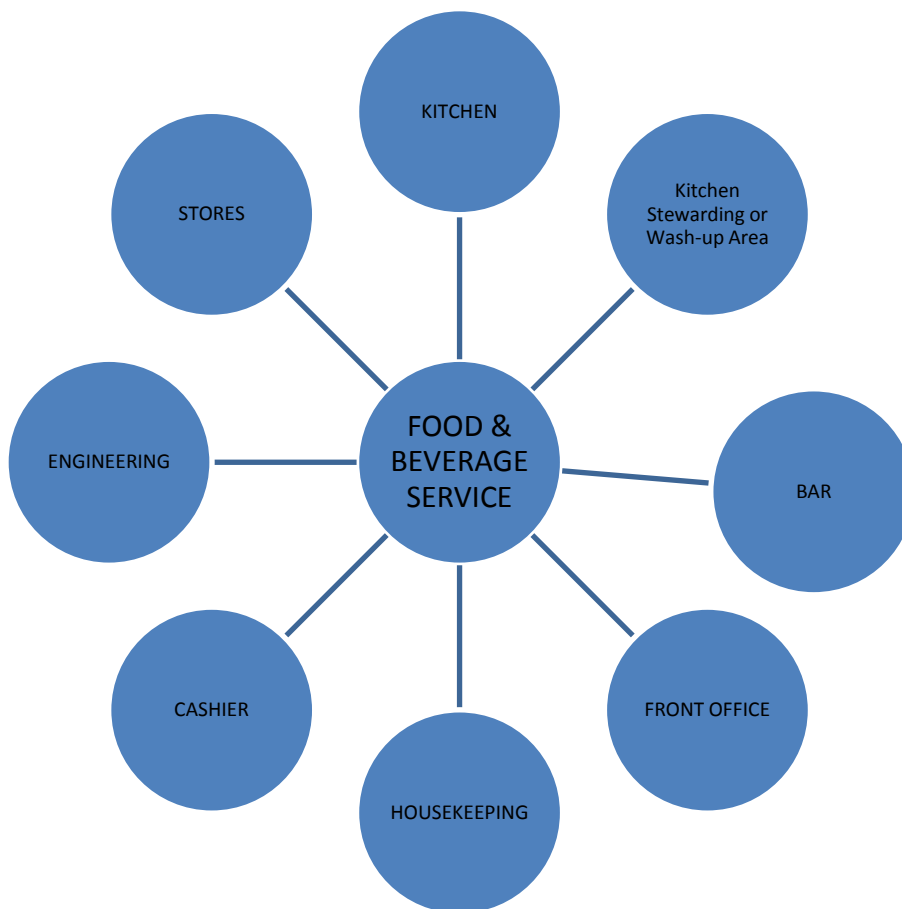 KITCHEN
Kitchen
Stewarding or
Wash-up Area
STORES
FOOD &
BEVERAGE
SERVICE
ENGINEERING
BAR
CASHIER
FRONT OFFICE
HOUSEKEEPING